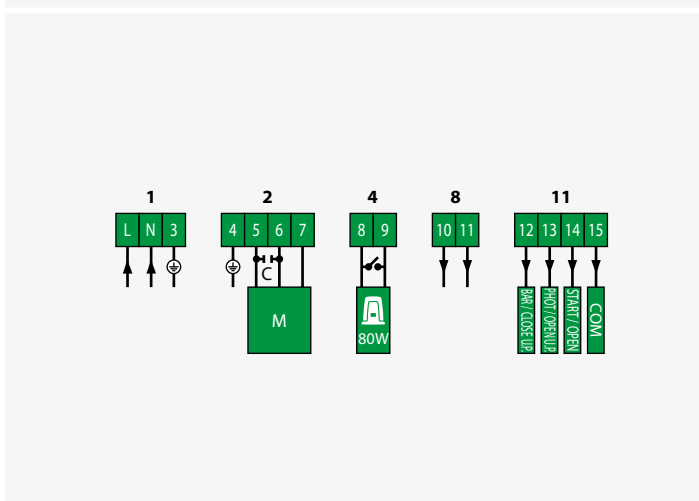 1 2 4 8 11
L N 3 4 5 6 7 8 9 10 11 12 13 14 15
C
M
80W
BAR / CLOSE U.P.
PHOT / OPEN U.P.
START / OPEN
COM